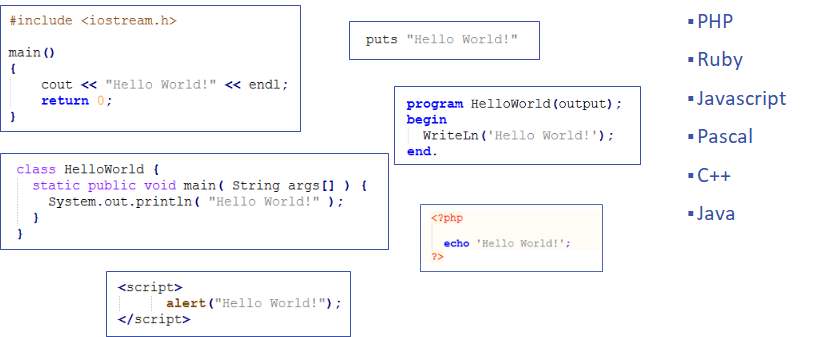 #include <iostream.h>
main()
{
cout << "Hello World!" << endl;
return 0;
}
puts "Hello World!"
program HelloWorld(output);
begin
WriteLn('Hello World!');
end.
class HelloWorld {
static public void main( String args[] ) {
System.out.println( "Hello World!" );
}
}
<?php
echo 'Hello World!';
?>
<script>
alert("Hello World!");
</script>
▪PHP
▪Ruby
▪Javascript
▪Pascal
▪C++
▪Java